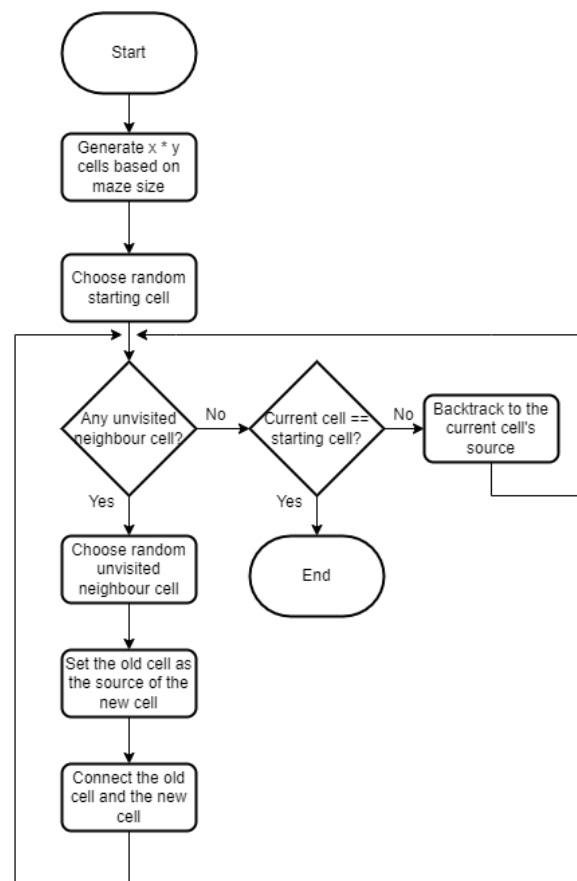 Start
Generate x * y
cells based on
maze size
Choose random
starting cell
Any unvisited
neighbour cell?
No
Current cell ==
starting cell?
No
Backtrack to the
current cell's
source
Yes
Yes
Choose random
unvisited
neighbour cell
End
Set the old cell as
the source of the
new cell
Connect the old
cell and the new
cell